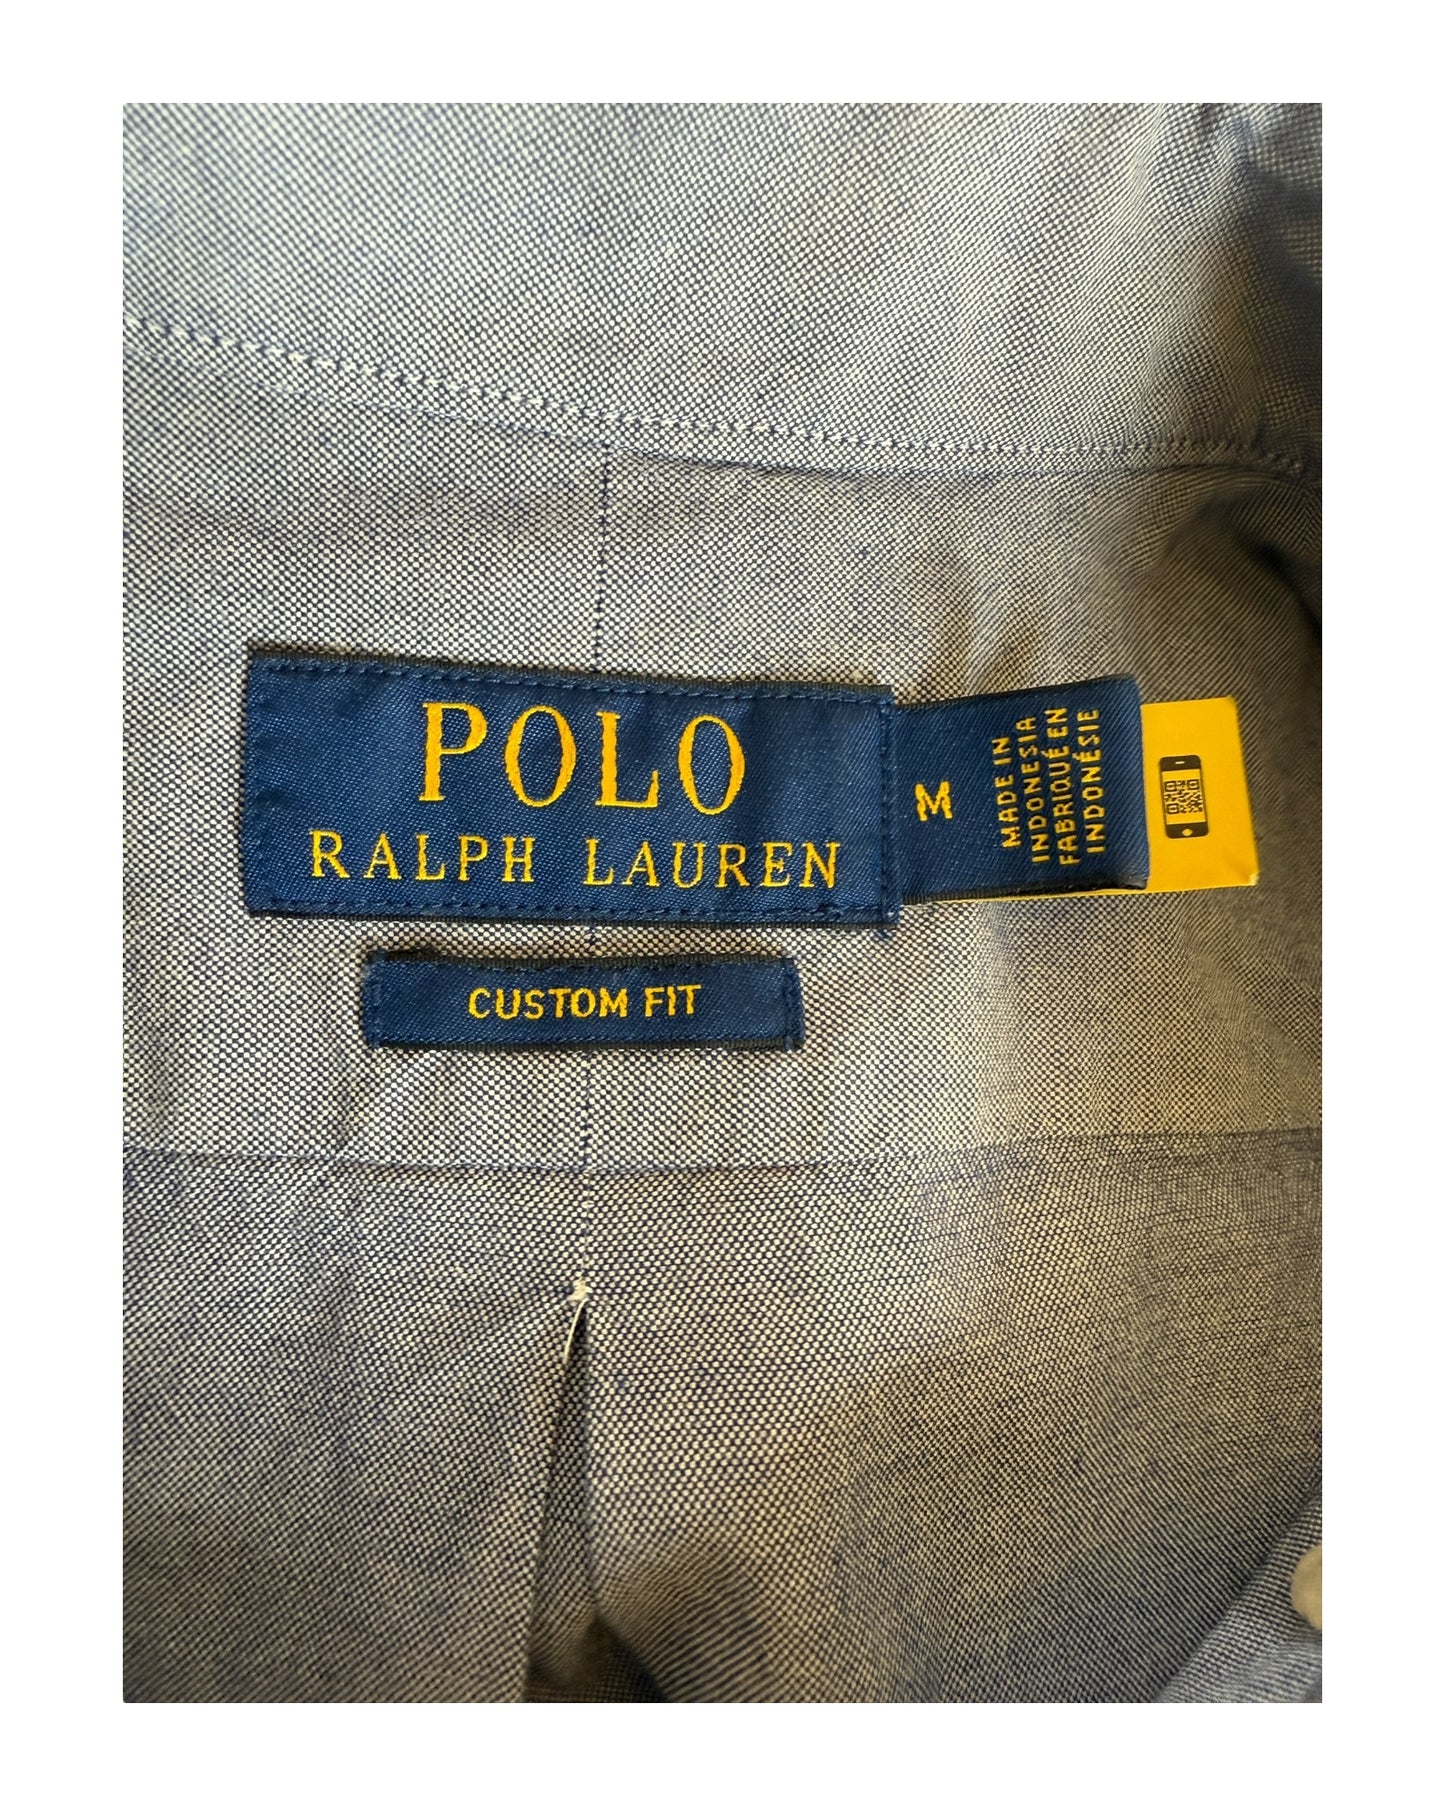 POLO
RALPH LAUREN
M
MADE IN
INDONESIA
FABRIQUÉ EN
INDONÉSIE
CUSTOM FIT